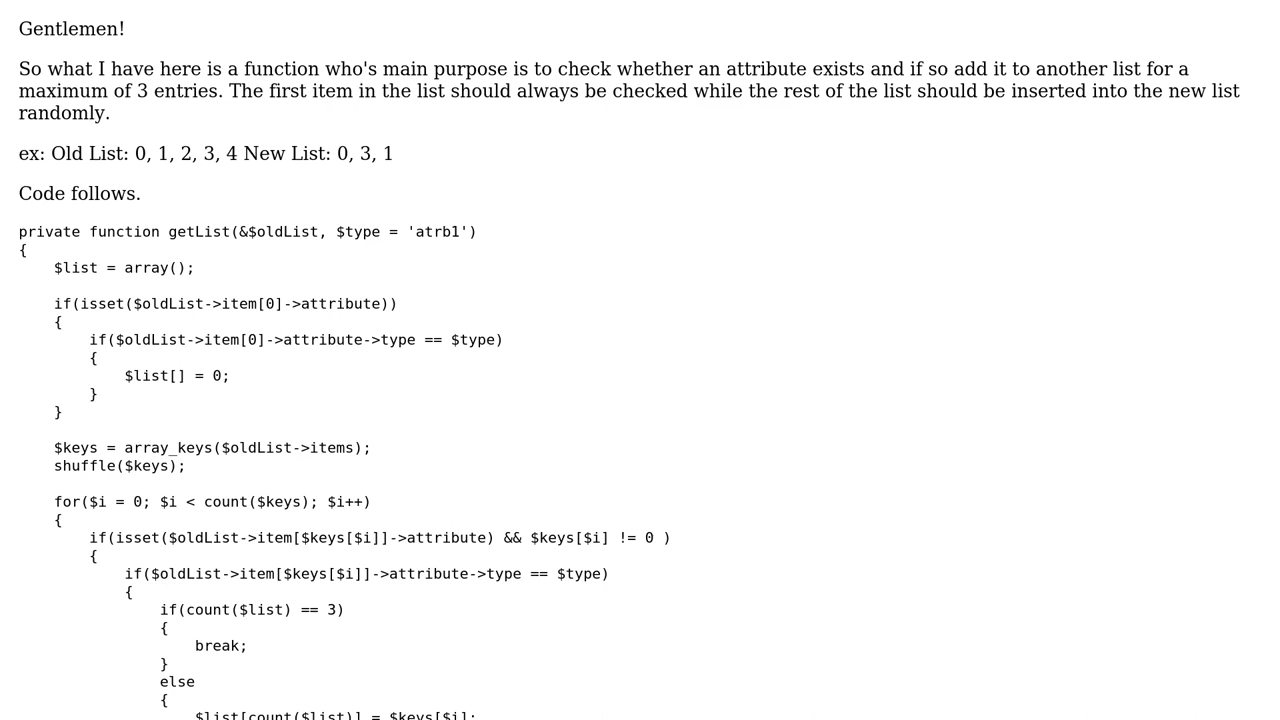 Gentlemen!
So what I have here is a function who's main purpose is to check whether an attribute exists and if so add it to another list for a
maximum of 3 entries. The first item in the list should always be checked while the rest of the list should be inserted into the new list
randomly.
ex: Old List: 0, 1, 2, 3, 4 New List: 0, 3, 1
Code follows.
private function getList(&$oldList, $type = 'atrb1')
{
    $list = array();
    if(isset($oldList->item[0]->attribute))
    {
        if($oldList->item[0]->attribute->type == $type)
        {
            $list[] = 0;
        }
    }
    $keys = array_keys($oldList->items);
    shuffle($keys);
    for($i = 0; $i < count($keys); $i++)
    {
        if(isset($oldList->item[$keys[$i]]->attribute) && $keys[$i] != 0 )
        {
            if($oldList->item[$keys[$i]]->attribute->type == $type)
            {
                if(count($list) == 3)
                {
                    break;
                }
                else
                {
                    $list[count($list)] = $keys[$i];